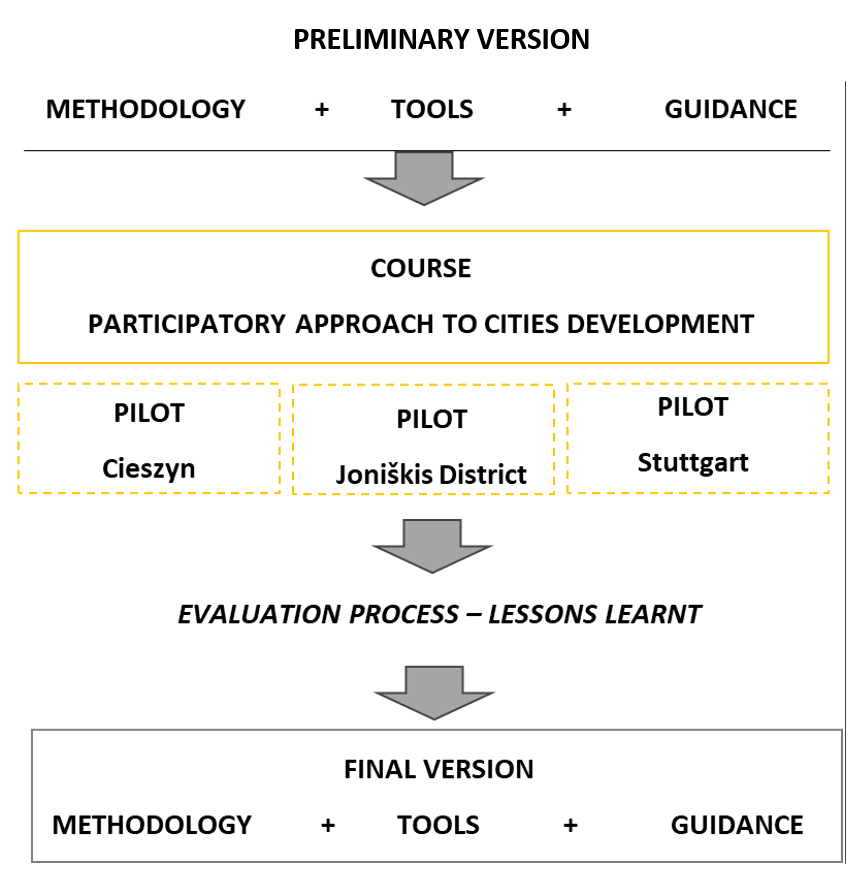 PRELIMINARY VERSION
METHODOLOGY + TOOLS + GUIDANCE
COURSE
PARTICIPATORY APPROACH TO CITIES DEVELOPMENT
PILOT
Cieszyn
PILOT
Joniškis District
PILOT
Stuttgart
EVALUATION PROCESS – LESSONS LEARNT
FINAL VERSION
METHODOLOGY + TOOLS + GUIDANCE